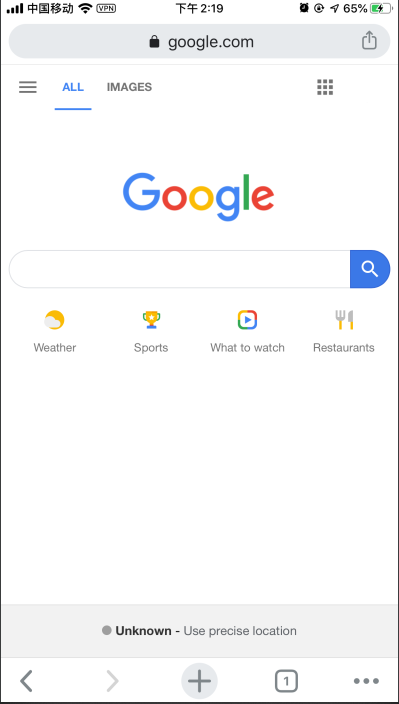 中国移动 VPN 下午 2:19 65%
google.com
ALL IMAGES
Google
Weather Sports What to watch Restaurants
Unknown - Use precise location
1